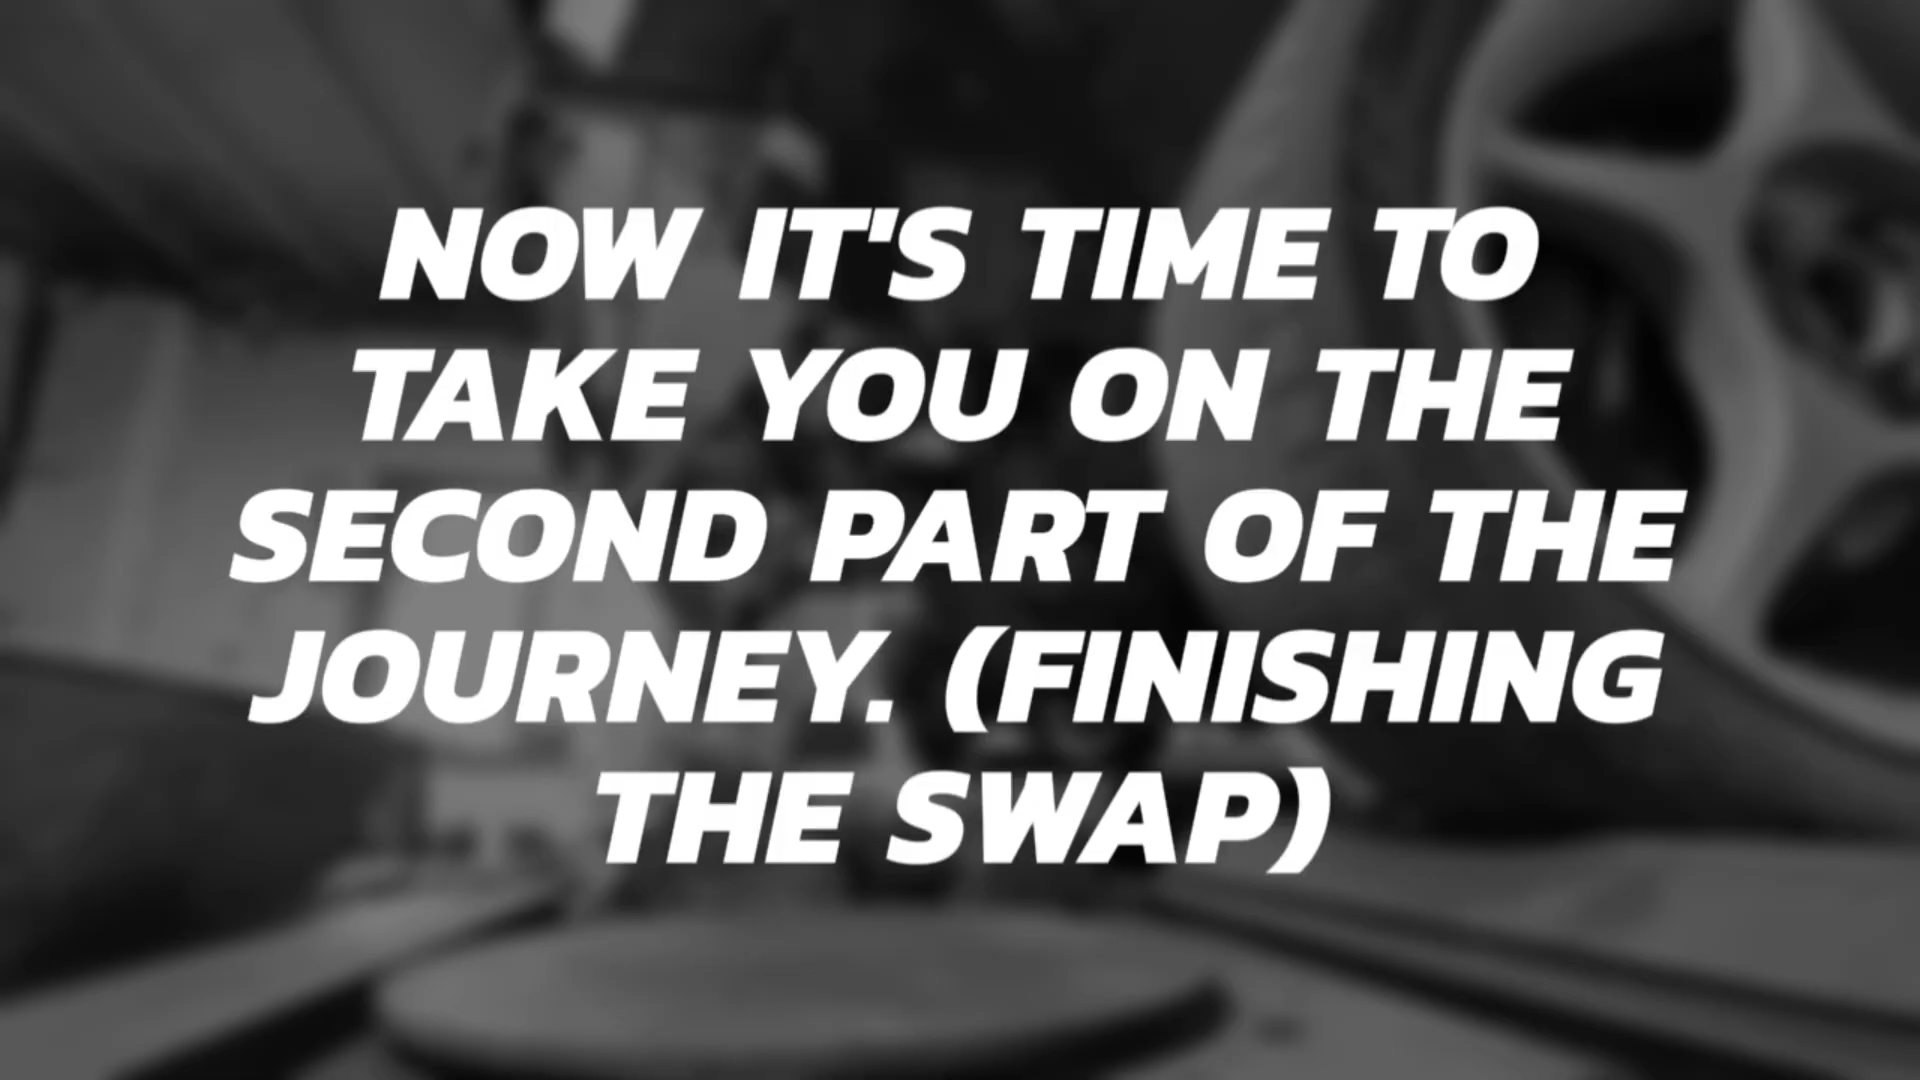 NOW IT'S TIME TO
TAKE YOU ON THE
SECOND PART OF THE
JOURNEY. (FINISHING
THE SWAP)